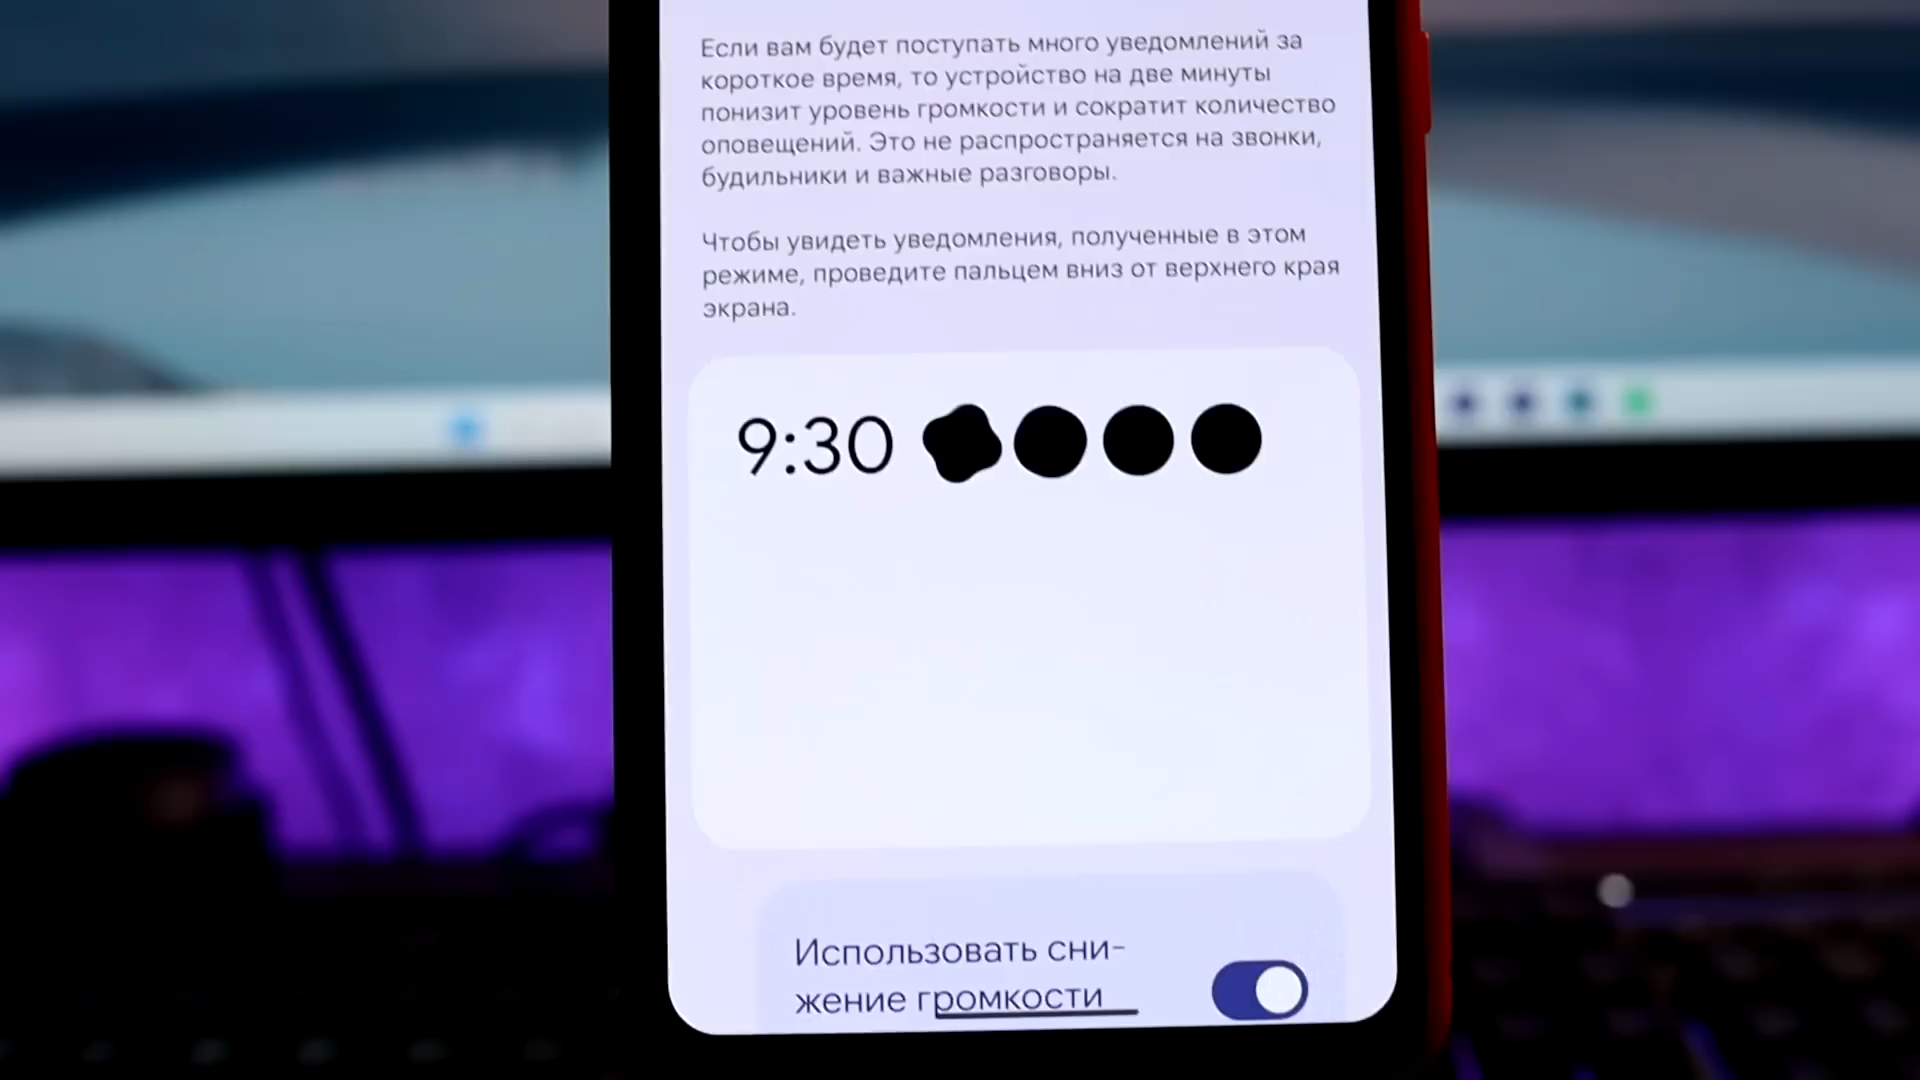 Если вам будет поступать много уведомлений за
короткое время, то устройство на две минуты
понизит уровень громкости и сократит количество
оповещений. Это не распространяется на звонки,
будильники и важные разговоры.
Чтобы увидеть уведомления, полученные в этом
режиме, проведите пальцем вниз от верхнего края
экрана.
9:30
Использовать сни-
жение громкости